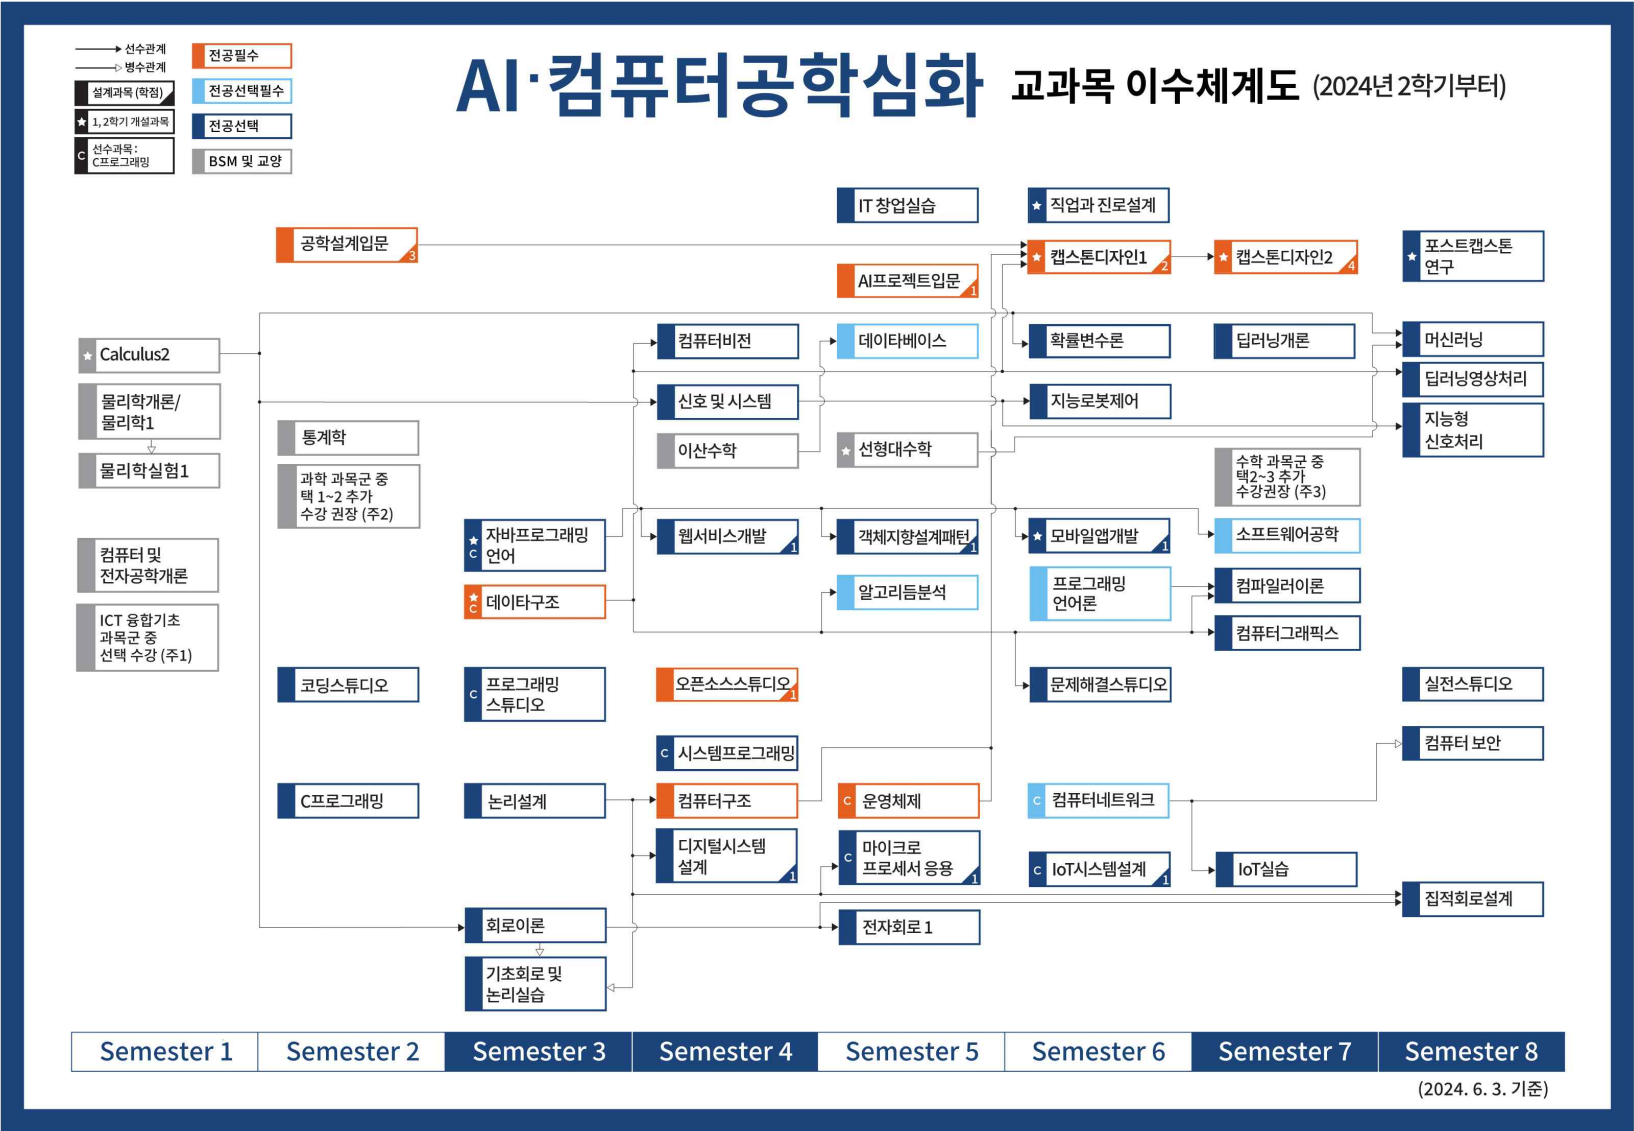 선수관계
병수관계
설계과목 (학점)
★ 1, 2학기 개설과목
C 선수과목 :
C프로그래밍
전공필수
전공선택필수
전공선택
BSM 및 교양
AI·컴퓨터공학심화 교과목 이수체계도 (2024년 2학기부터)
IT 창업실습
★ 직업과 진로설계
공학설계입문 3
★ 캡스톤디자인1 2
★ 캡스톤디자인2 4
★ 포스트캡스톤
연구
AI프로젝트입문 1
★ Calculus2
컴퓨터비전
데이타베이스
확률변수론
딥러닝개론
머신러닝
딥러닝영상처리
물리학개론/
물리학1
신호 및 시스템
지능로봇제어
지능형
신호처리
통계학
이산수학
★ 선형대수학
물리학실험1
과학 과목군 중
택 1~2 추가
수강 권장 (주2)
수학 과목군 중
택2~3 추가
수강권장 (주3)
★ C 자바프로그래밍
언어
웹서비스개발 1
객체지향설계패턴 1
★ 모바일앱개발 1
소프트웨어공학
컴퓨터 및
전자공학개론
★ C 데이타구조
알고리듬분석
프로그래밍
언어론
컴파일러이론
ICT 융합기초
과목군 중
선택 수강 (주1)
컴퓨터그래픽스
코딩스튜디오
C 프로그래밍
스튜디오
오픈소스스튜디오 1
문제해결스튜디오
실전스튜디오
C 시스템프로그래밍
컴퓨터 보안
C프로그래밍
논리설계
컴퓨터구조
C 운영체제
C 컴퓨터네트워크
디지털시스템
설계 1
C 마이크로
프로세서 응용 1
C IoT시스템설계 1
IoT실습
집적회로설계
회로이론
전자회로 1
기초회로 및
논리실습
Semester 1
Semester 2
Semester 3
Semester 4
Semester 5
Semester 6
Semester 7
Semester 8
(2024. 6. 3. 기준)